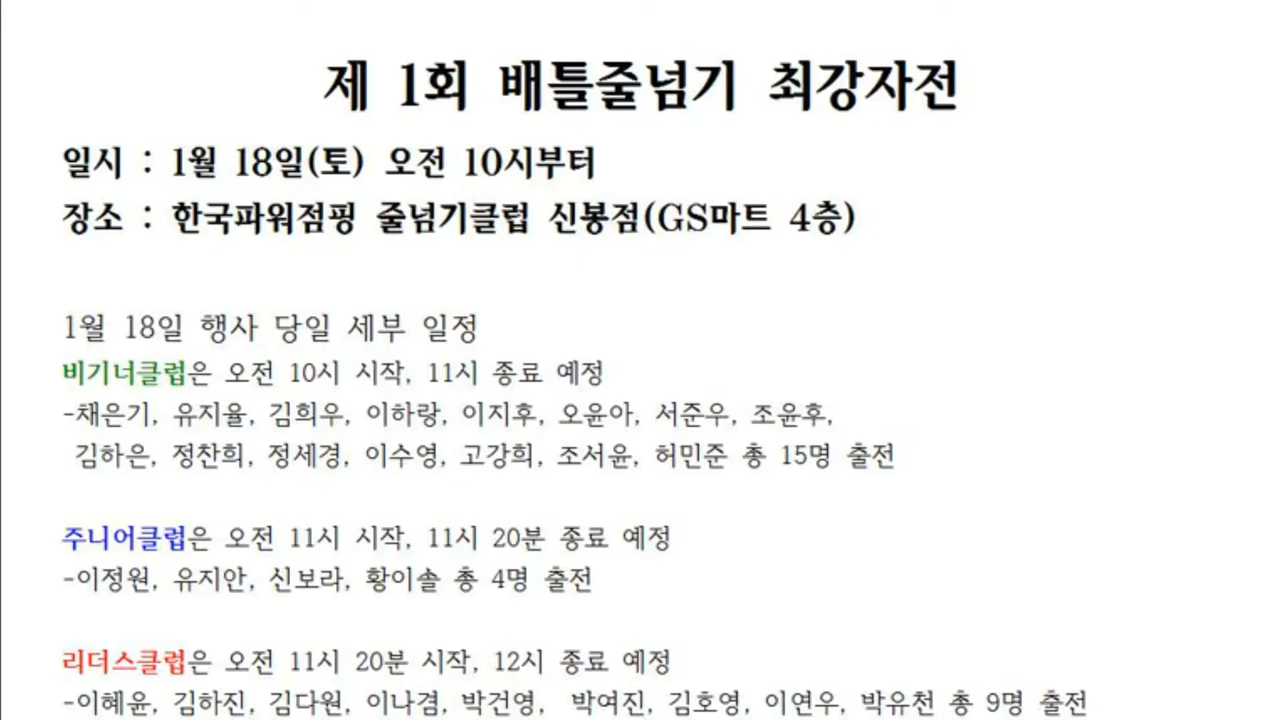 제 1회 배틀줄넘기 최강자전
일시 : 1월 18일(토) 오전 10시부터
장소 : 한국파워점핑 줄넘기클럽 신봉점(GS마트 4층)
1월 18일 행사 당일 세부 일정
비기너클럽은 오전 10시 시작, 11시 종료 예정
-채은기, 유지율, 김희우, 이하랑, 이지후, 오윤아, 서준우, 조윤후,
김하은, 정찬희, 정세경, 이수영, 고강희, 조서윤, 허민준 총 15명 출전
주니어클럽은 오전 11시 시작, 11시 20분 종료 예정
-이정원, 유지안, 신보라, 황이솔 총 4명 출전
리더스클럽은 오전 11시 20분 시작, 12시 종료 예정
-이혜윤, 김하진, 김다원, 이나겸, 박건영, 박여진, 김호영, 이연우, 박유천 총 9명 출전